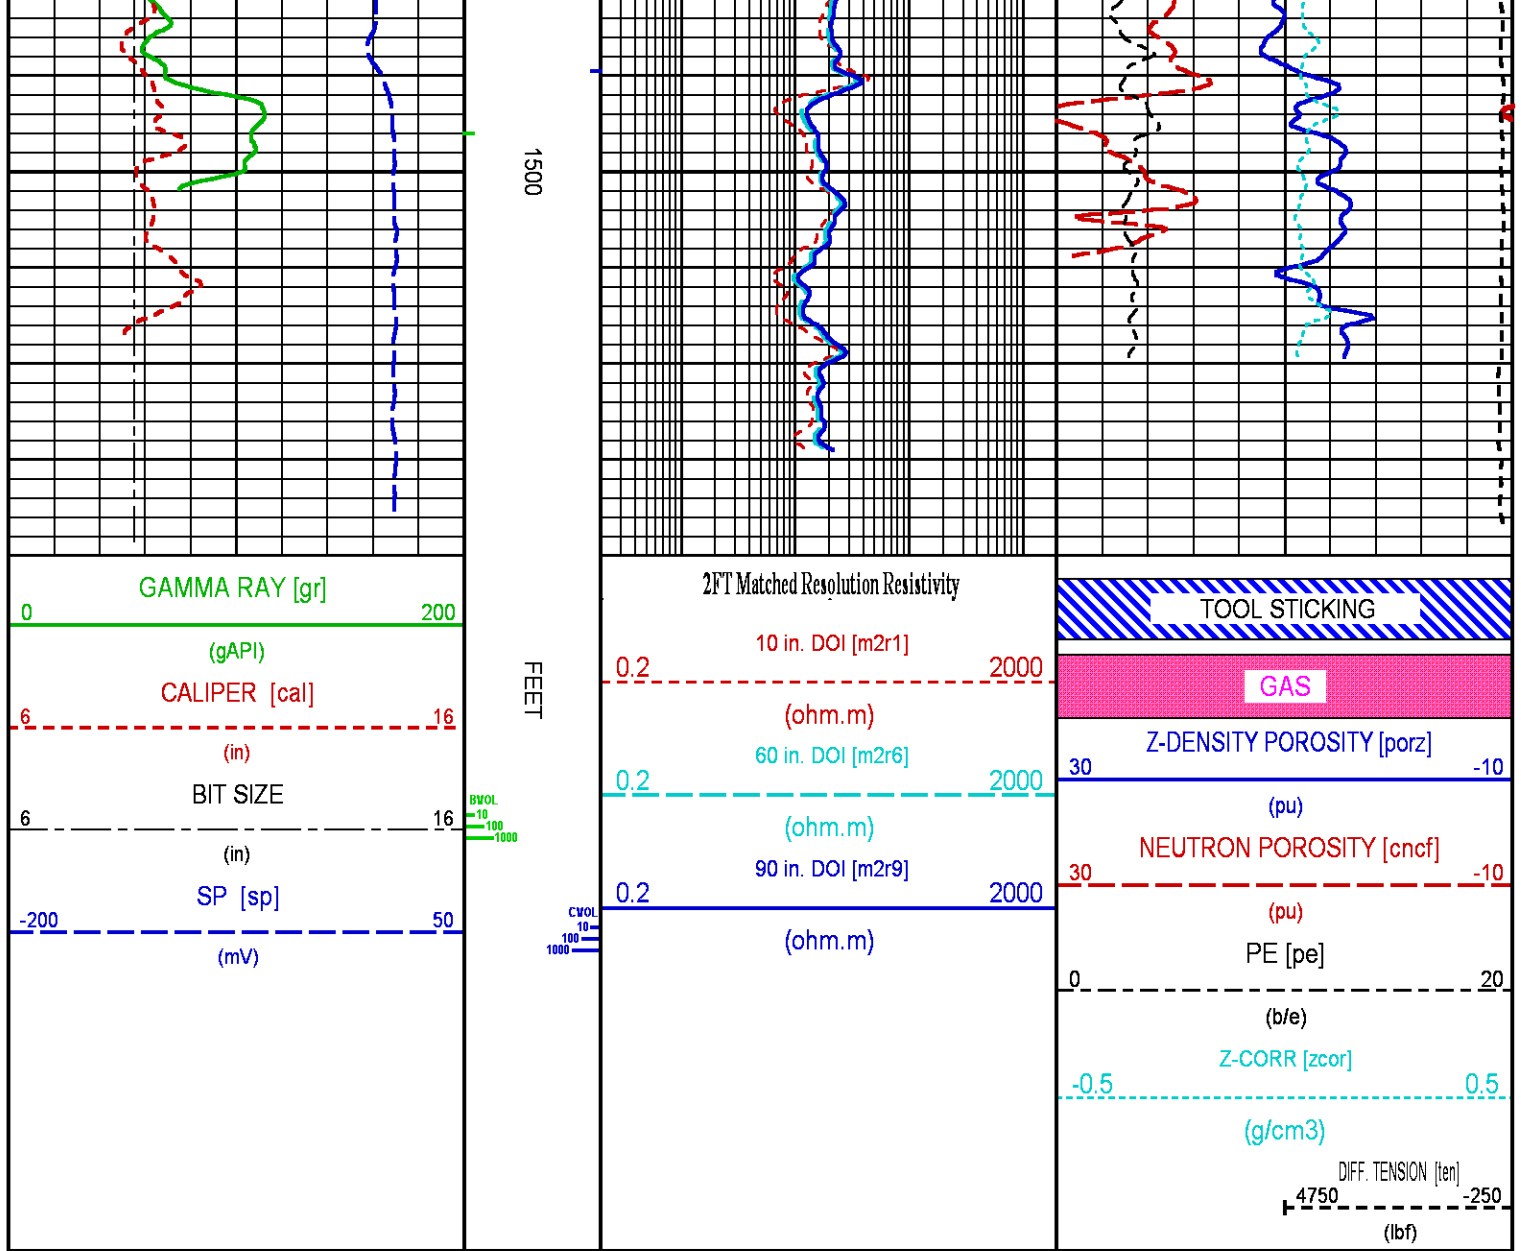 1500
FEET
GAMMA RAY [gr]
0 200
(gAPI)
CALIPER [cal]
6 16
(in)
BIT SIZE
6 16
(in)
SP [sp]
-200 50
(mV)
BVOL
10
100
1000
CVOL
10
100
1000
2FT Matched Resolution Resistivity
10 in. DOI [m2r1]
0.2 2000
(ohm.m)
60 in. DOI [m2r6]
0.2 2000
(ohm.m)
90 in. DOI [m2r9]
0.2 2000
(ohm.m)
TOOL STICKING
GAS
Z-DENSITY POROSITY [porz]
30 -10
(pu)
NEUTRON POROSITY [cncf]
30 -10
(pu)
PE [pe]
0 20
(b/e)
Z-CORR [zcor]
-0.5 0.5
(g/cm3)
DIFF. TENSION [ten]
4750 -250
(lbf)